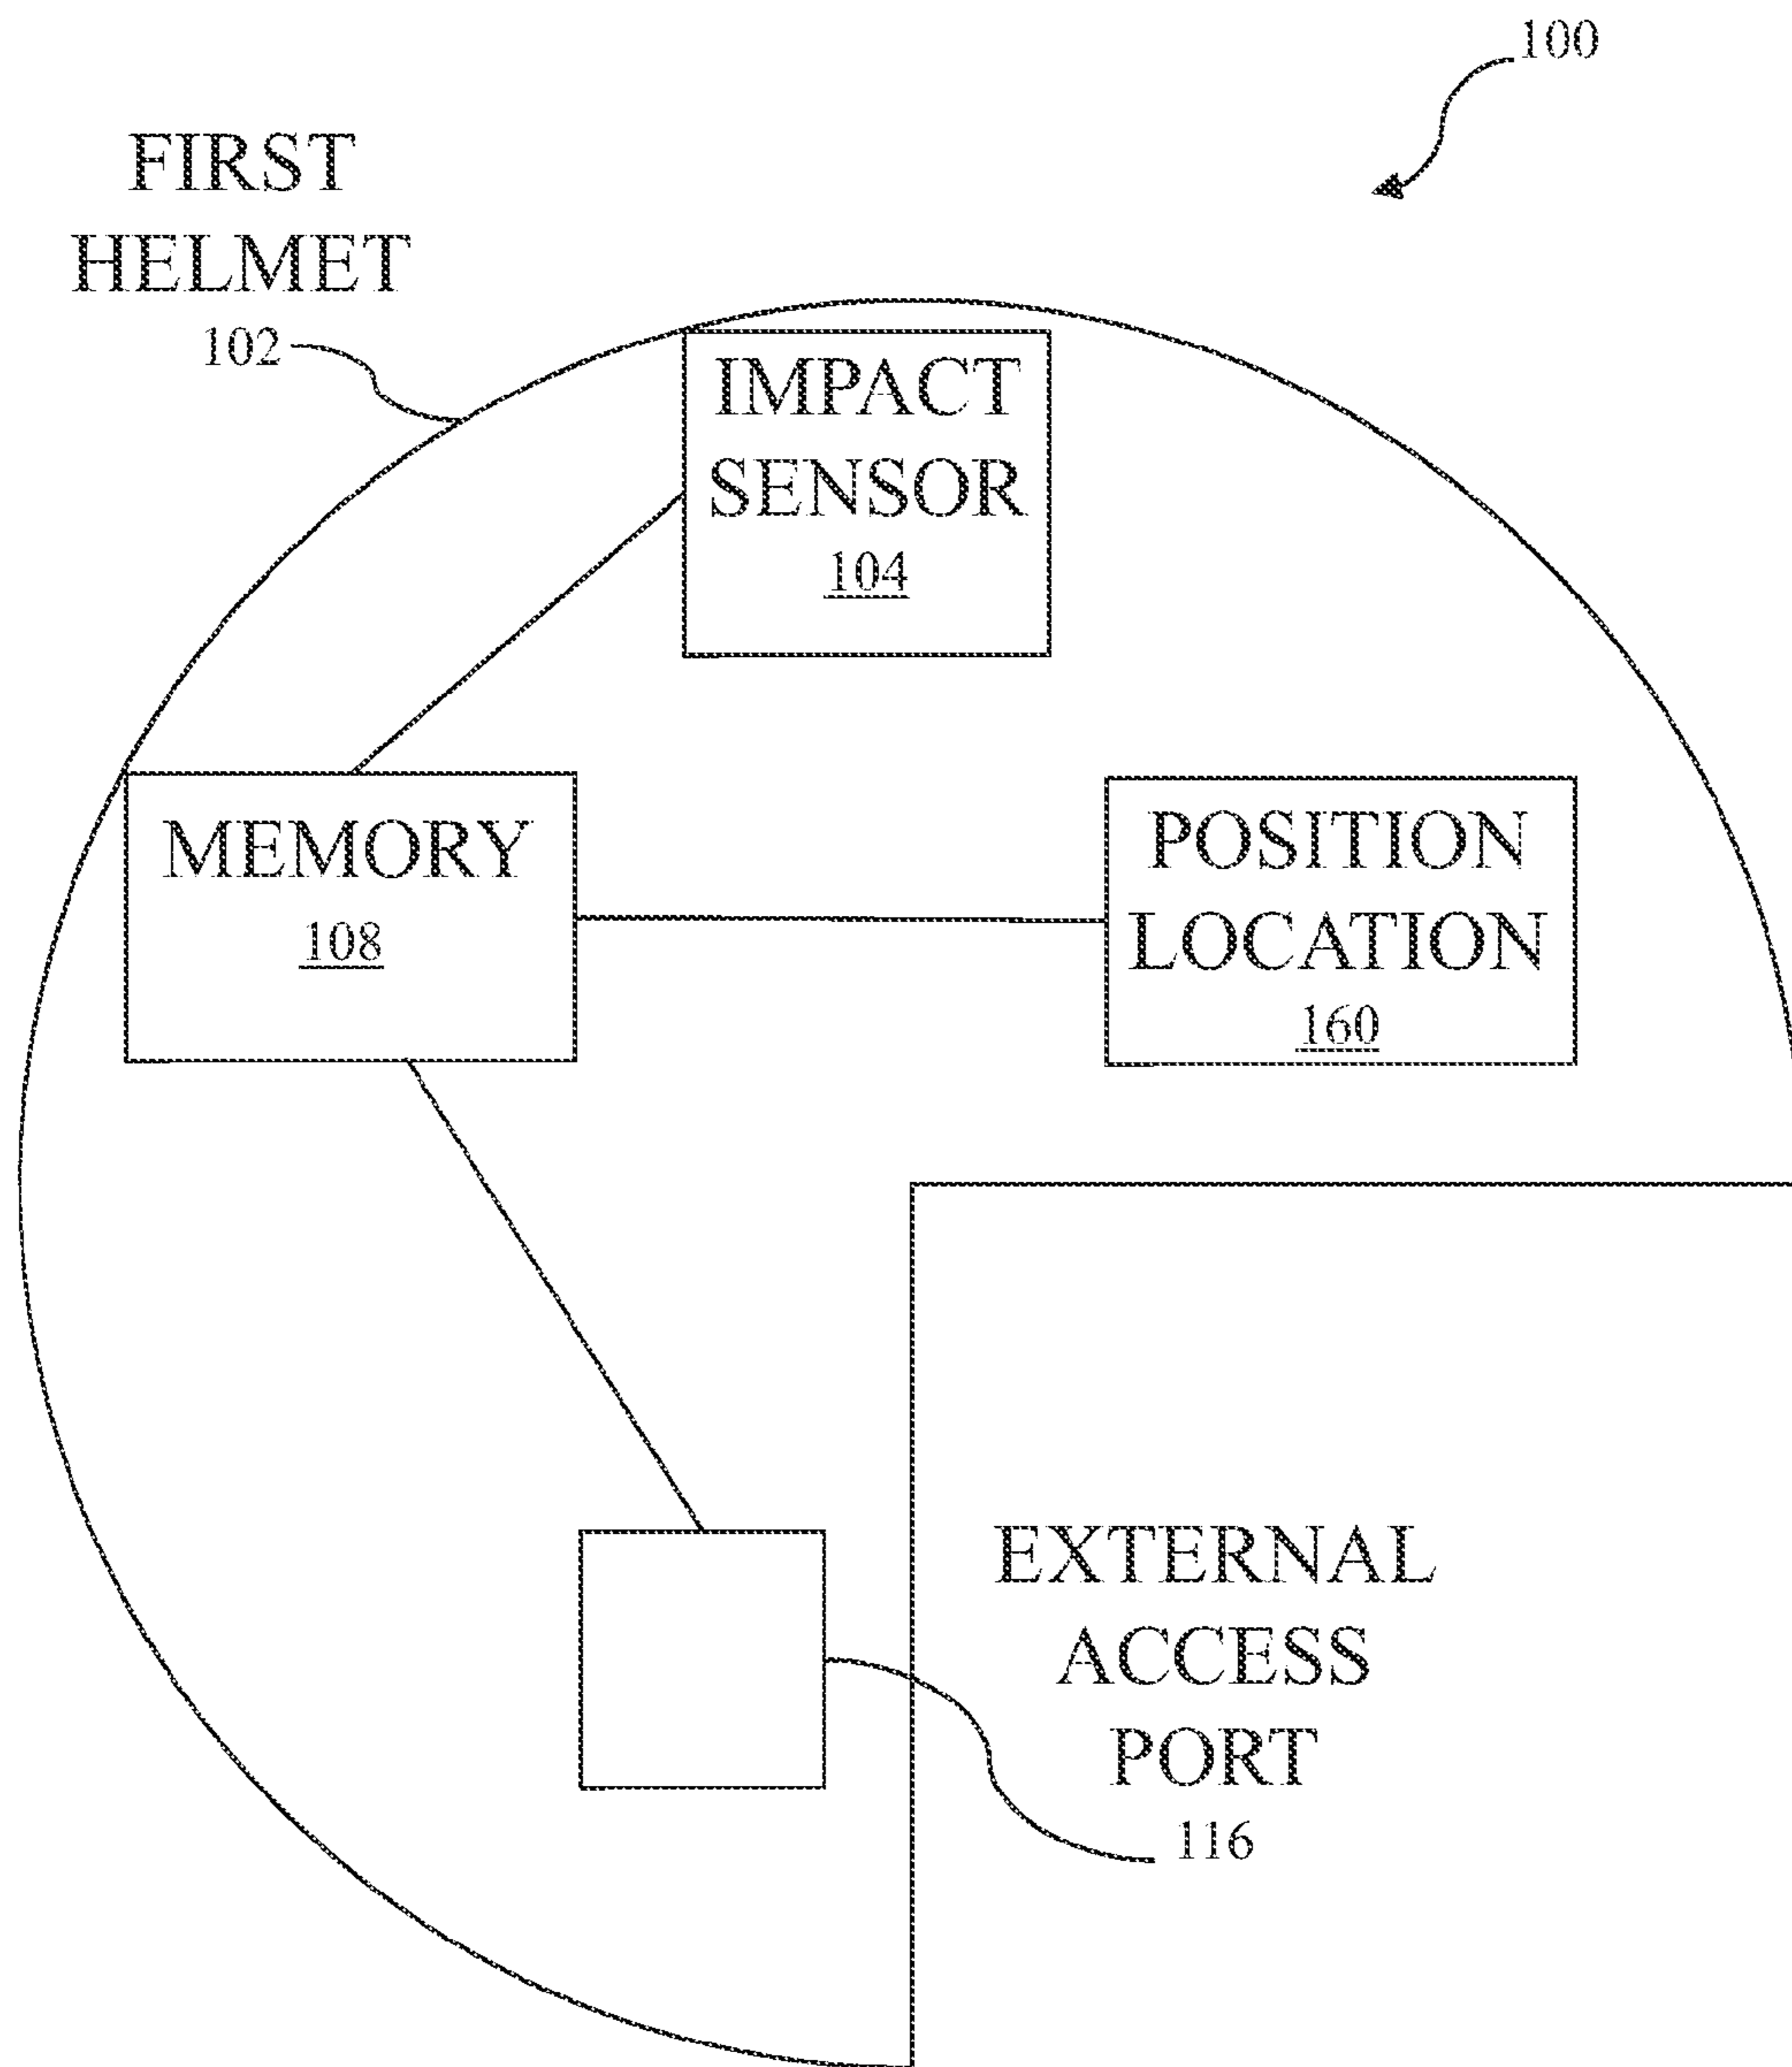 100
FIRST
HELMET
102
IMPACT
SENSOR
104
MEMORY
108
POSITION
LOCATION
160
EXTERNAL
ACCESS
PORT
116